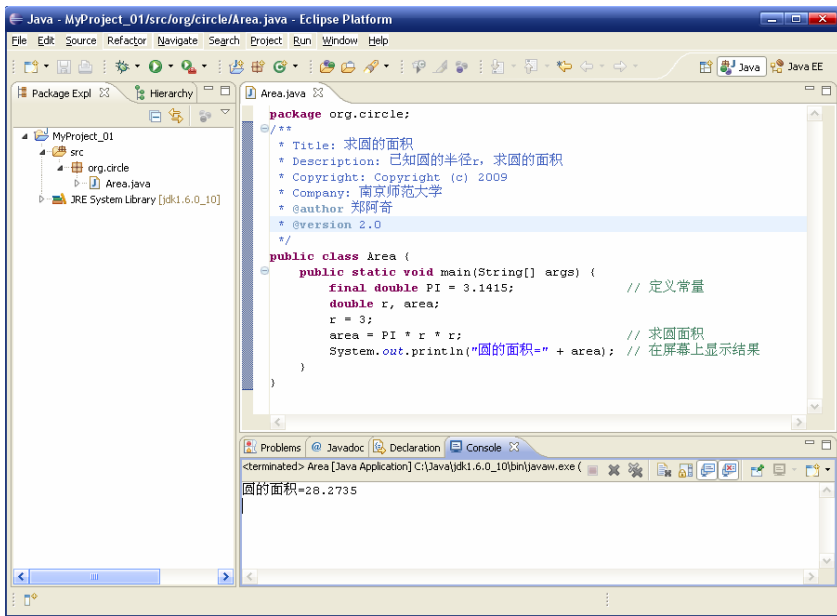 Java - MyProject_01/src/org/circle/Area.java - Eclipse Platform
File Edit Source Refactor Navigate Search Project Run Window Help
Java Java EE
Package Expl Hierarchy
MyProject_01
src
org.circle
Area.java
JRE System Library [jdk1.6.0_10]
Area.java
package org.circle;
/**
* Title: 求圆的面积
* Description: 已知圆的半径r，求圆的面积
* Copyright: Copyright (c) 2009
* Company: 南京师范大学
* @author 郑阿奇
* @version 2.0
*/
public class Area {
public static void main(String[] args) {
final double PI = 3.1415; // 定义常量
double r, area;
r = 3;
area = PI * r * r; // 求圆面积
System.out.println("圆的面积=" + area); // 在屏幕上显示结果
}
}
Problems @ Javadoc Declaration Console
<terminated> Area [Java Application] C:\Java\jdk1.6.0_10\bin\javaw.exe (
圆的面积=28.2735